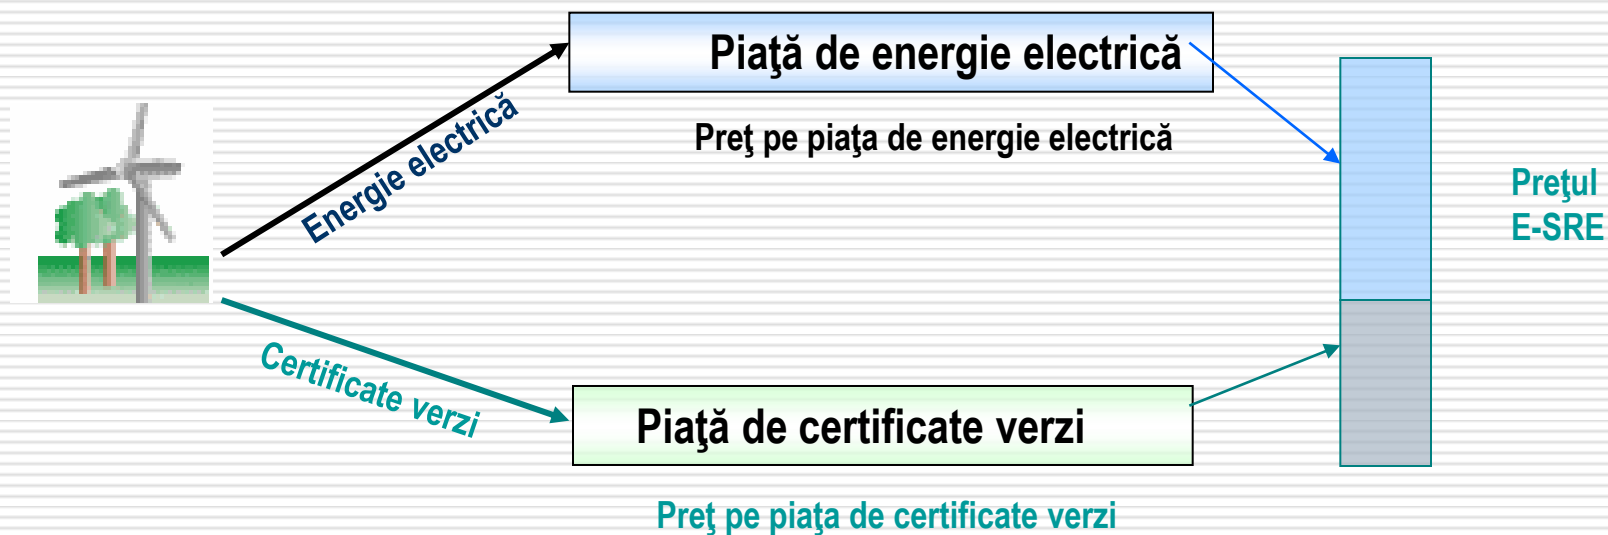 Piaţă de energie electrică
Energie electrică
Preţ pe piaţa de energie electrică
Preţul
E-SRE
Certificate verzi
Piaţă de certificate verzi
Preţ pe piaţa de certificate verzi